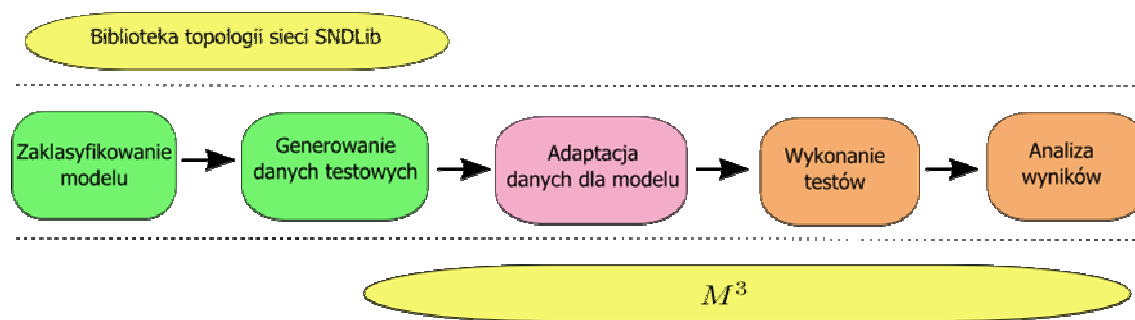 Biblioteka topologii sieci SNDLib
Zaklasyfikowanie
modelu
Generowanie
danych testowych
Adaptacja
danych dla modelu
Wykonanie
testów
Analiza
wyników
M³